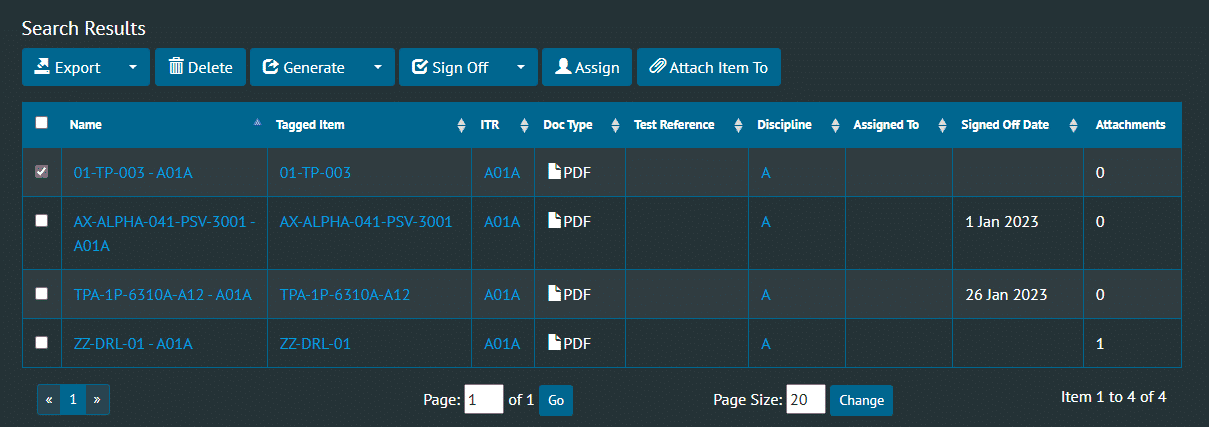 Search Results
Export Delete Generate Sign Off Assign Attach Item To
Name Tagged Item ITR Doc Type Test Reference Discipline Assigned To Signed Off Date Attachments
01-TP-003 - A01A 01-TP-003 A01A PDF A 0
AX-ALPHA-041-PSV-3001 - AX-ALPHA-041-PSV-3001 A01A PDF A 1 Jan 2023 0
A01A
TPA-1P-6310A-A12 - A01A TPA-1P-6310A-A12 A01A PDF A 26 Jan 2023 0
ZZ-DRL-01 - A01A ZZ-DRL-01 A01A PDF A 1
« 1 » Page: 1 of 1 Go Page Size: 20 Change Item 1 to 4 of 4